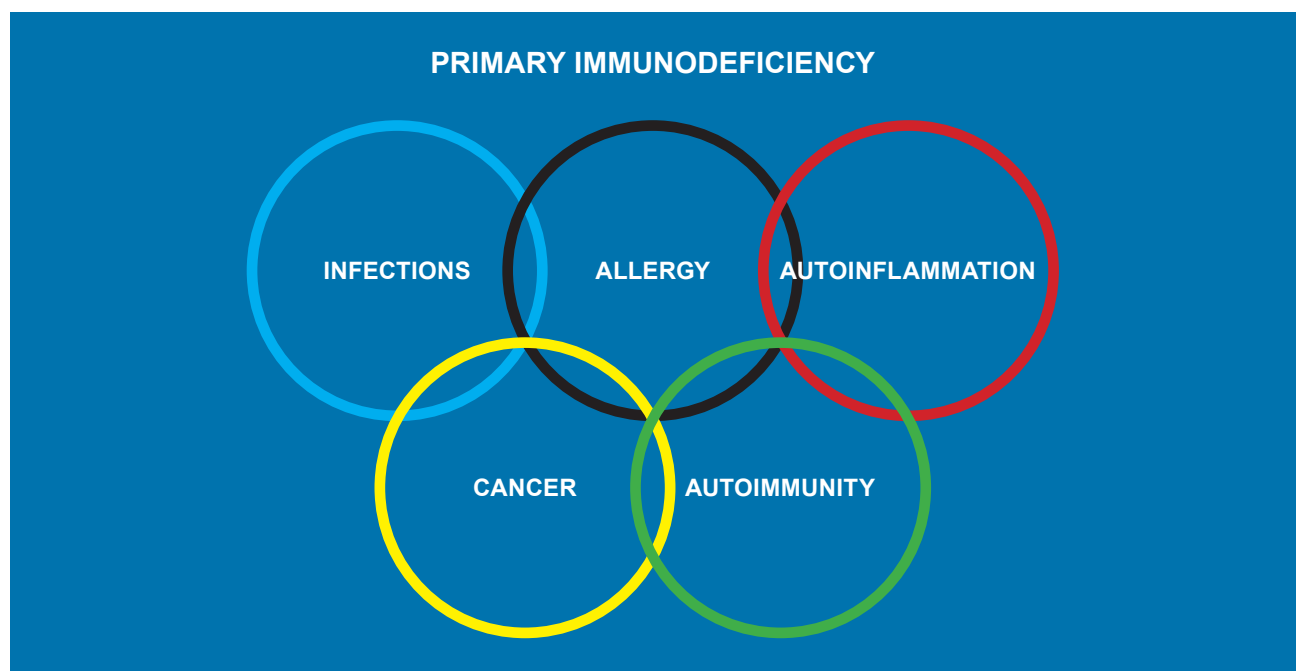 PRIMARY IMMUNODEFICIENCY
INFECTIONS
ALLERGY
AUTOINFLAMMATION
CANCER
AUTOIMMUNITY